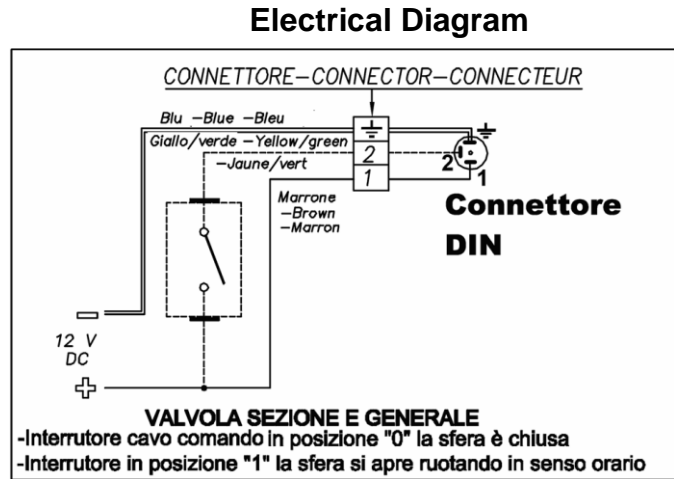 Electrical Diagram
CONNETTORE-CONNECTOR-CONNECTEUR
Blu -Blue -Bleu
Giallo/verde -Yellow/green
-Jaune/vert
2
1
2
1
Marrone
-Brown
-Marron
Connettore
DIN
12 V
DC
VALVOLA SEZIONE E GENERALE
-Interrutore cavo comando in posizione "0" la sfera è chiusa
-Interrutore in posizione "1" la sfera si apre ruotando in senso orario